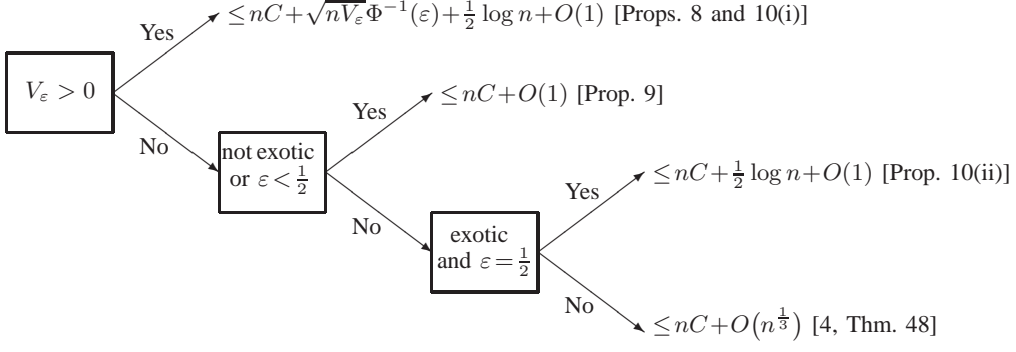 ≤ nC + √nVε Φ⁻¹(ε) + 1/2 log n + O(1) [Props. 8 and 10(i)]
Yes
Vε > 0
≤ nC + O(1) [Prop. 9]
Yes
No
not exotic
or ε < 1/2
≤ nC + 1/2 log n + O(1) [Prop. 10(ii)]
Yes
No
exotic
and ε = 1/2
No
≤ nC + O(n^1/3) [4, Thm. 48]